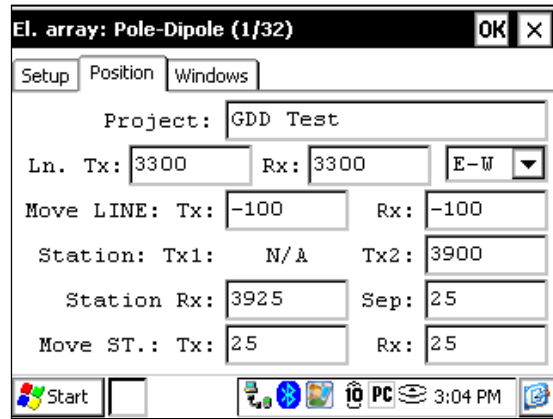 El. array: Pole-Dipole (1/32) OK ×
Setup Position Windows
Project: GDD Test
Ln. Tx: 3300 Rx: 3300 E-W
Move LINE: Tx: -100 Rx: -100
Station: Tx1: N/A Tx2: 3900
Station Rx: 3925 Sep: 25
Move ST.: Tx: 25 Rx: 25
Start PC 3:04 PM